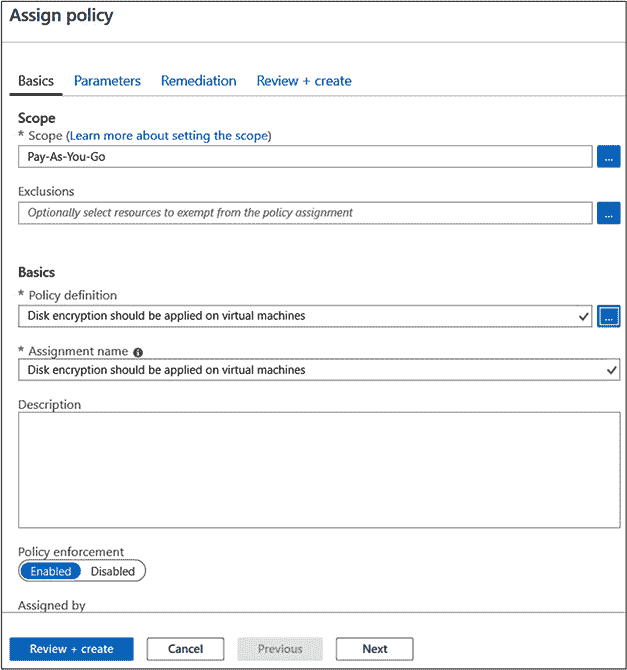 Assign policy
Basics Parameters Remediation Review + create
Scope
* Scope (Learn more about setting the scope)
Pay-As-You-Go
...
Exclusions
Optionally select resources to exempt from the policy assignment
...
Basics
* Policy definition
Disk encryption should be applied on virtual machines
...
* Assignment name
Disk encryption should be applied on virtual machines
Description
Policy enforcement
Enabled Disabled
Assigned by
Review + create Cancel Previous Next